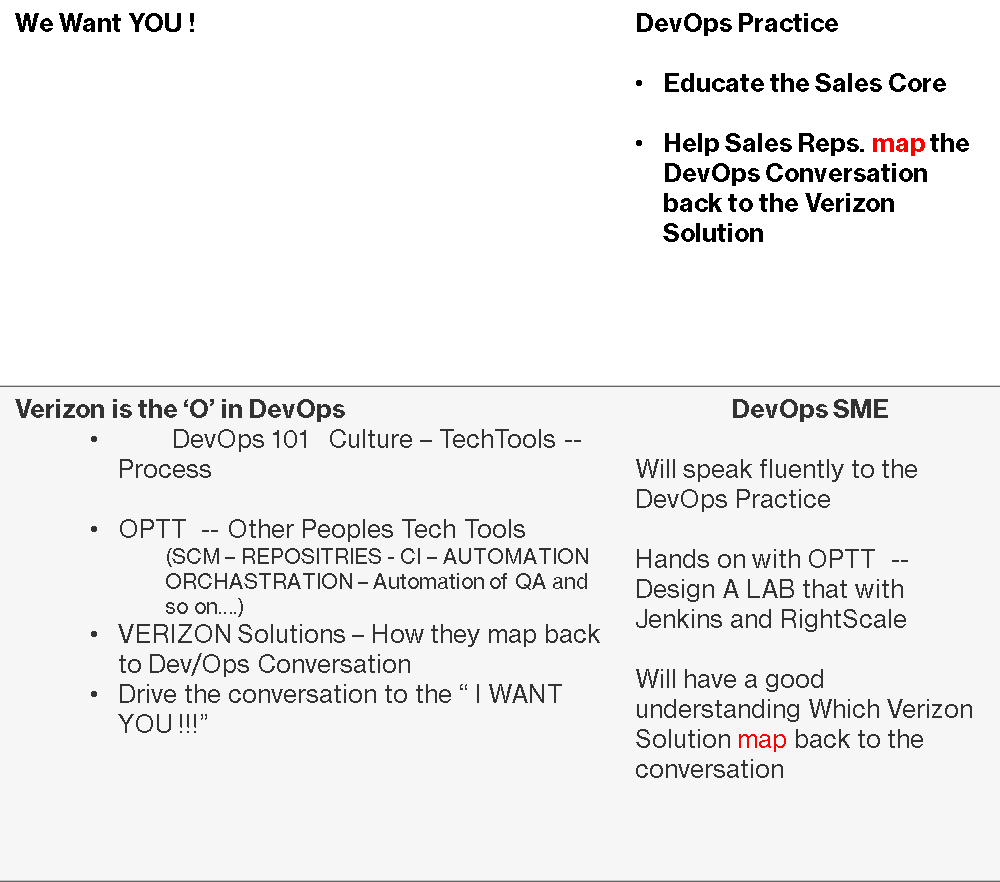 We Want YOU !
DevOps Practice
• Educate the Sales Core
• Help Sales Reps. map the
DevOps Conversation
back to the Verizon
Solution
Verizon is the ‘O’ in DevOps
• DevOps 101 Culture – TechTools --
Process
• OPTT -- Other Peoples Tech Tools
(SCM – REPOSITRIES - CI – AUTOMATION
ORCHASTRATION – Automation of QA and
so on....)
• VERIZON Solutions – How they map back
to Dev/Ops Conversation
• Drive the conversation to the “ I WANT
YOU !!!”
DevOps SME
Will speak fluently to the
DevOps Practice
Hands on with OPTT --
Design A LAB that with
Jenkins and RightScale
Will have a good
understanding Which Verizon
Solution map back to the
conversation